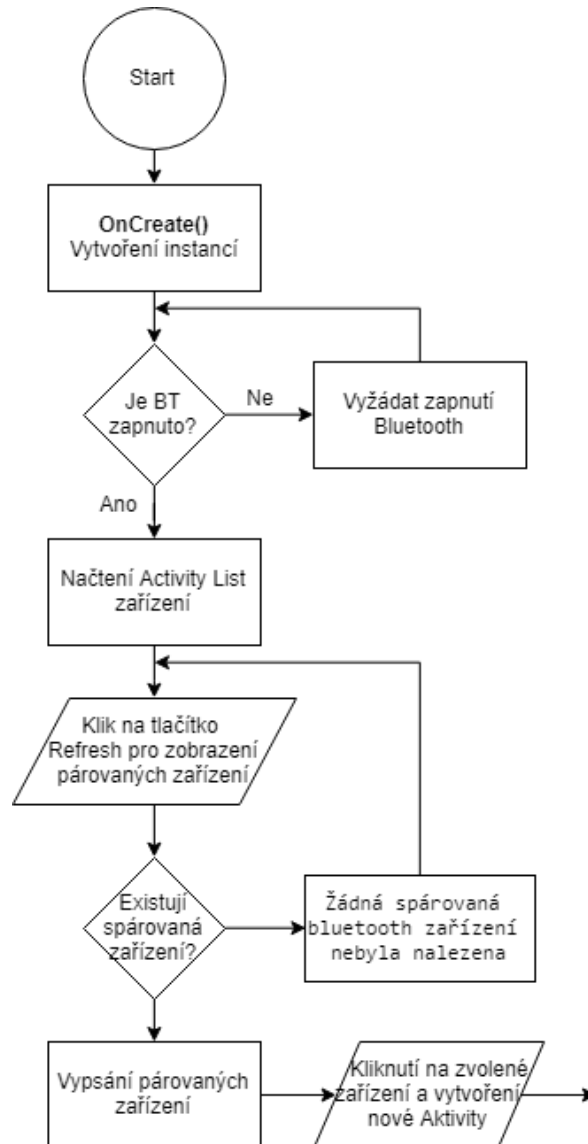 Start
OnCreate()
Vytvoření instancí
Je BT
zapnuto?
Ne
Vyžádat zapnutí
Bluetooth
Ano
Načtení Activity List
zařízení
Klik na tlačítko
Refresh pro zobrazení
párovaných zařízení
Existují
spárovaná
zařízení?
Žádná spárovaná
bluetooth zařízení
nebyla nalezena
Vypsání párovaných
zařízení
Kliknutí na zvolené
zařízení a vytvoření
nové Aktivity